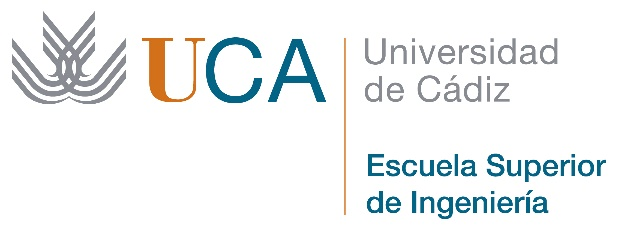 UCA
Universidad
de Cádiz
Escuela Superior
de Ingeniería